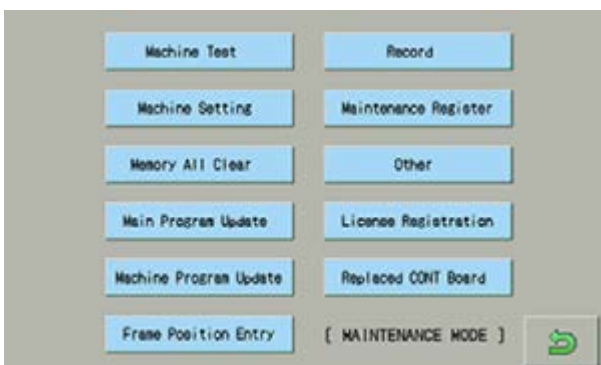 Machine Test
Record
Machine Setting
Maintenance Register
Memory All Clear
Other
Main Program Update
License Registration
Machine Program Update
Replaced CONT Board
Frame Position Entry
[ MAINTENANCE MODE ]